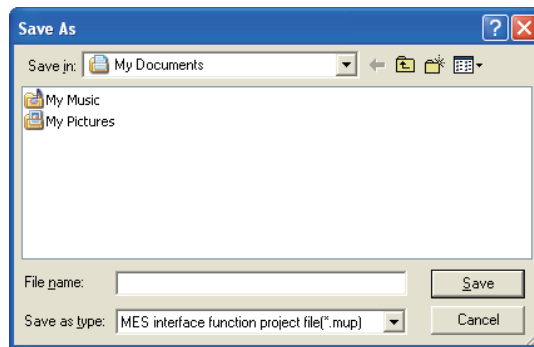 Save As
Save in: My Documents
My Music
My Pictures
File name: Save
Save as type: MES interface function project file(*.mup) Cancel